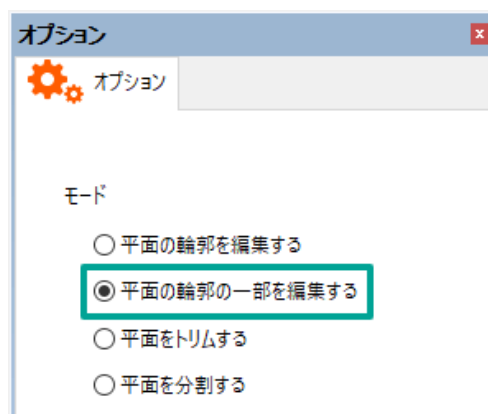 オプション
オプション
モード
平面の輪郭を編集する
平面の輪郭の一部を編集する
平面をトリムする
平面を分割する